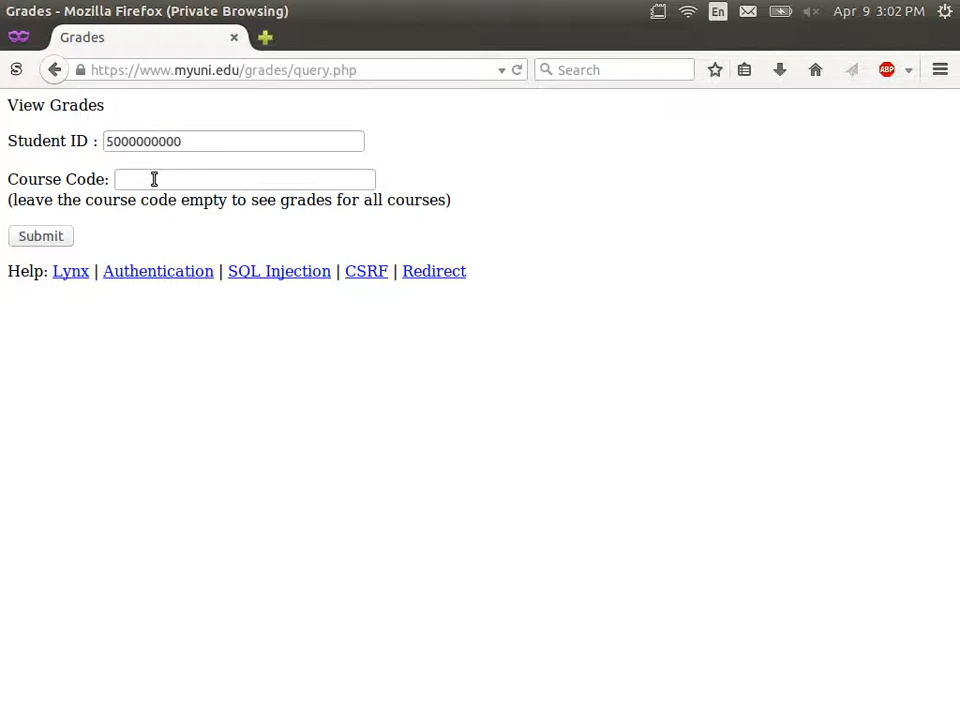 Grades - Mozilla Firefox (Private Browsing)
En
Apr 9 3:02 PM
Grades
S
https://www.myuni.edu/grades/query.php
Search
ABP
View Grades
Student ID : 5000000000
Course Code:
(leave the course code empty to see grades for all courses)
Submit
Help: Lynx | Authentication | SQL Injection | CSRF | Redirect